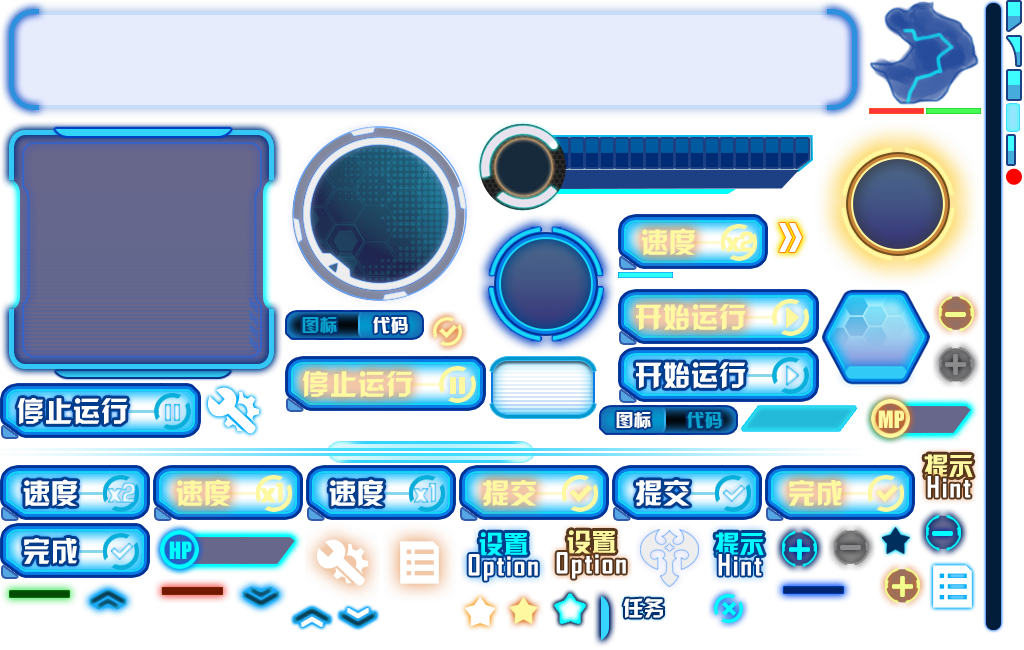 速度 x2
图标 代码
开始运行
停止运行
开始运行
停止运行
图标 代码
MP
速度 x2
速度 x1
速度 x1
提交
提交
完成
提示
Hint
完成
HP
设置
Option
设置
Option
提示
Hint
任务